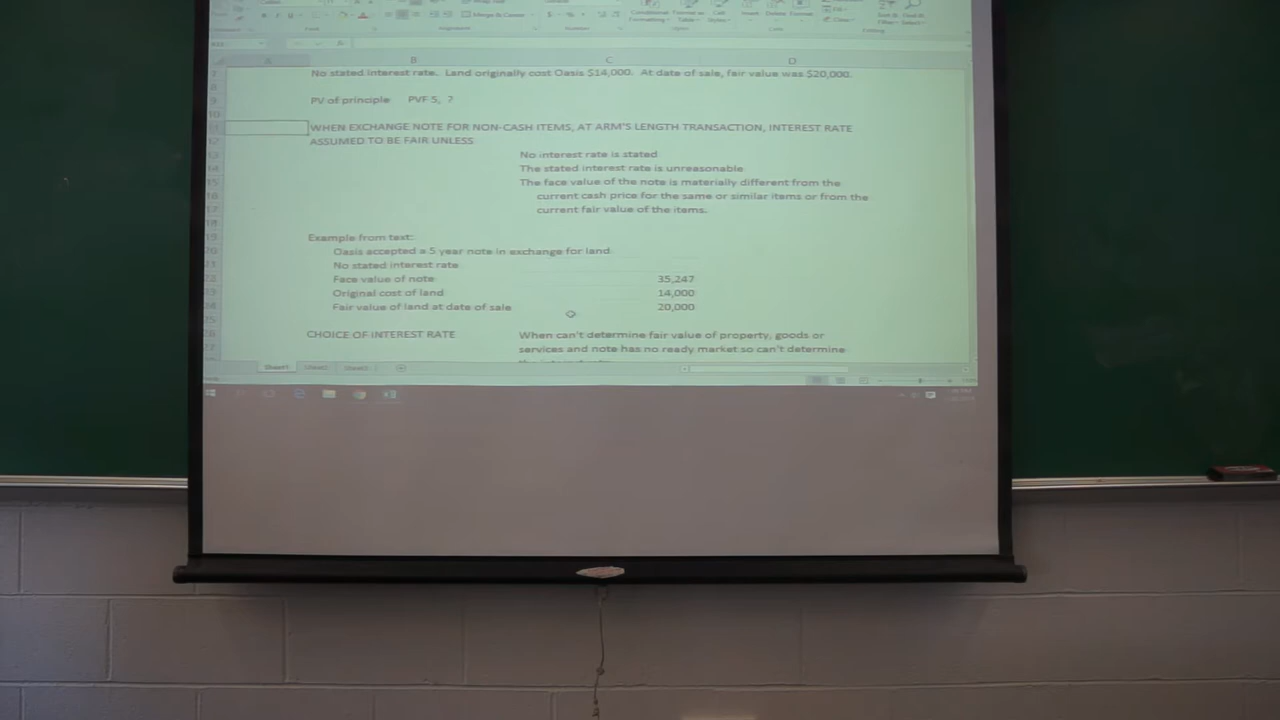 Merge & Center
A
B
C
D
No stated interest rate. Land originally cost Oasis $14,000. At date of sale, fair value was $20,000.
PV of principle PVF 5, ?
WHEN EXCHANGE NOTE FOR NON-CASH ITEMS, AT ARM'S LENGTH TRANSACTION, INTEREST RATE
ASSUMED TO BE FAIR UNLESS
No interest rate is stated
The stated interest rate is unreasonable
The face value of the note is materially different from the
current cash price for the same or similar items or from the
current fair value of the items.
Example from text:
Oasis accepted a 5 year note in exchange for land
No stated interest rate
Face value of note 35,247
Original cost of land 14,000
Fair value of land at date of sale 20,000
CHOICE OF INTEREST RATE When can't determine fair value of property, goods or
services and note has no ready market so can't determine
Sheet1 Sheet2 Sheet3